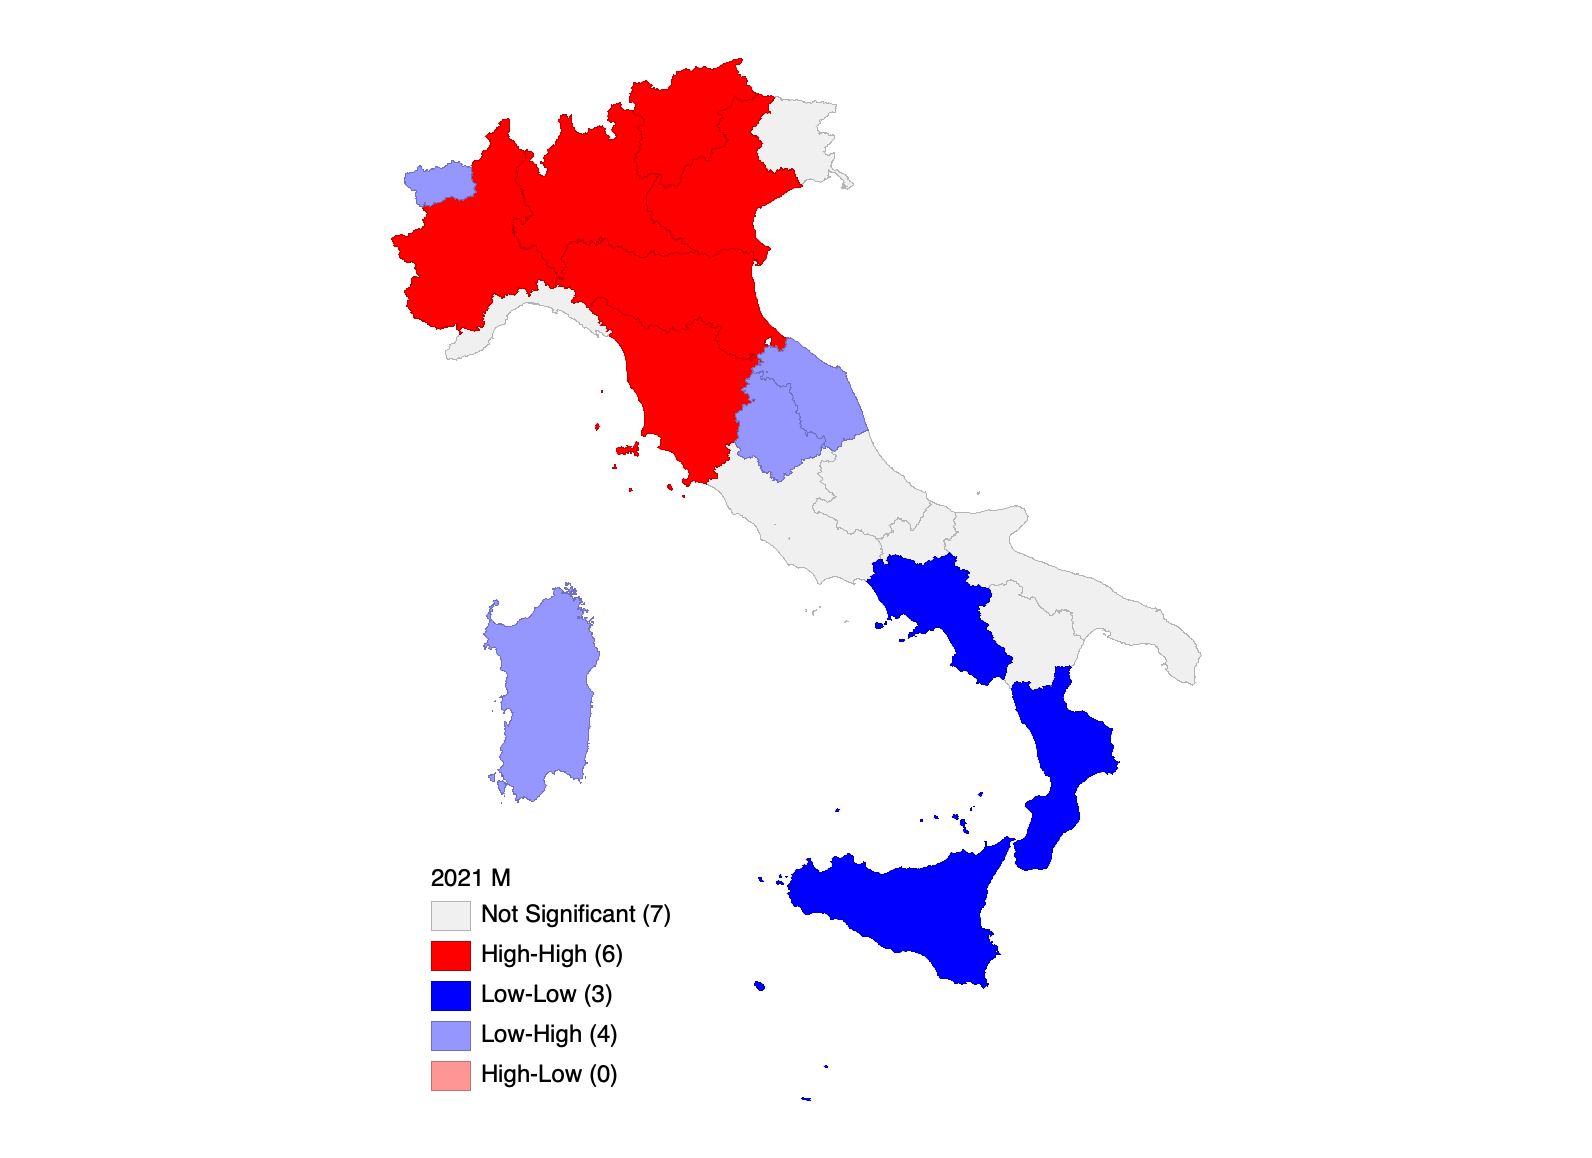 2021 M
Not Significant (7)
High-High (6)
Low-Low (3)
Low-High (4)
High-Low (0)